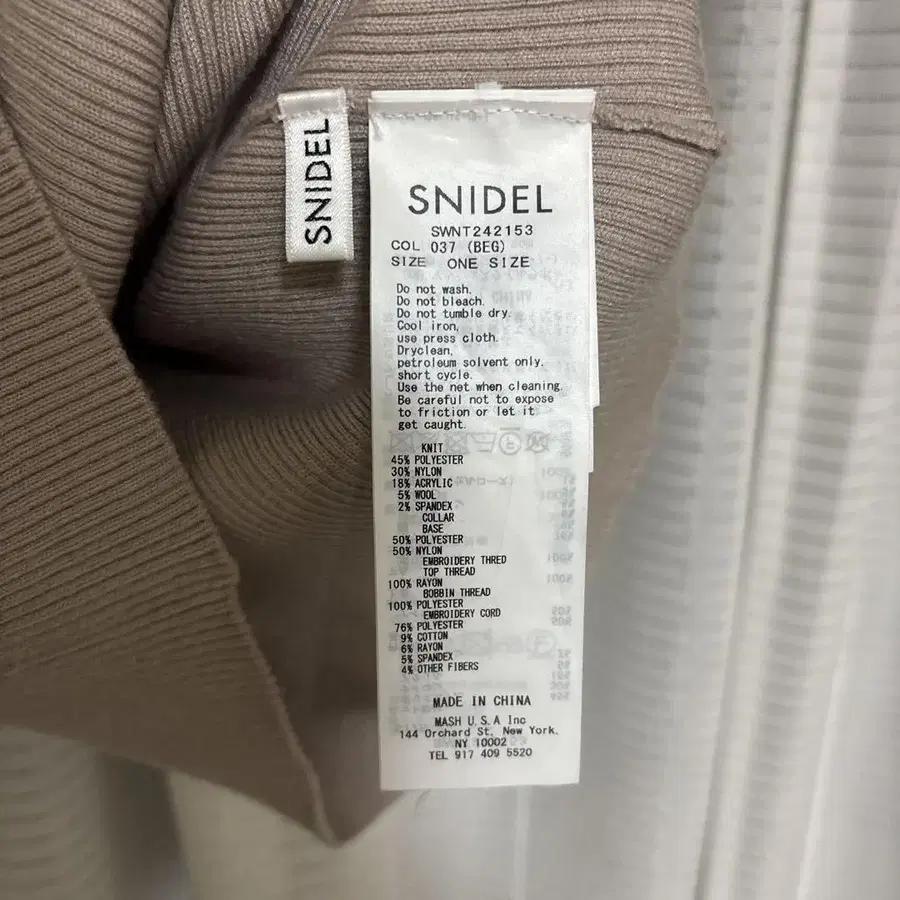 SNIDEL
SNIDEL
SWNT242153
COL 037 (BEG)
SIZE ONE SIZE
Do not wash.
Do not bleach.
Do not tumble dry.
Cool iron,
use press cloth.
Dryclean,
petroleum solvent only.
short cycle.
Use the net when cleaning.
Be careful not to expose
to friction or let it
get caught.
KNIT
45% POLYESTER
30% NYLON
18% ACRYLIC
5% WOOL
2% SPANDEX
COLLAR
BASE
50% POLYESTER
50% NYLON
EMBROIDERY THRED
TOP THREAD
100% RAYON
BOBBIN THREAD
100% POLYESTER
EMBROIDERY CORD
76% POLYESTER
9% COTTON
6% RAYON
5% SPANDEX
4% OTHER FIBERS
MADE IN CHINA
MASH U.S.A Inc
144 Orchard St. New York.
NY 10002
TEL 917 409 5520